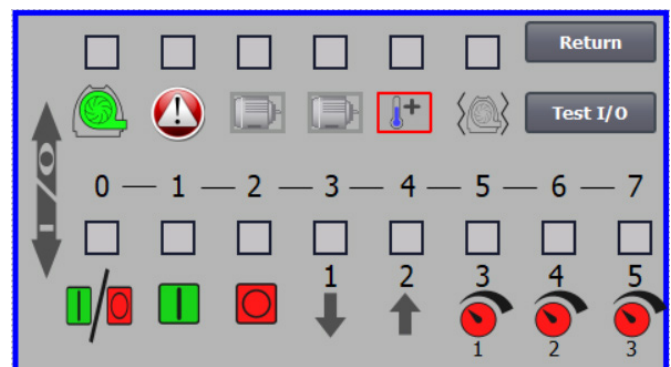 Return
Test I/O
I/O
0 — 1 — 2 — 3 — 4 — 5 — 6 — 7
1 2 3 4 5
1 2 3